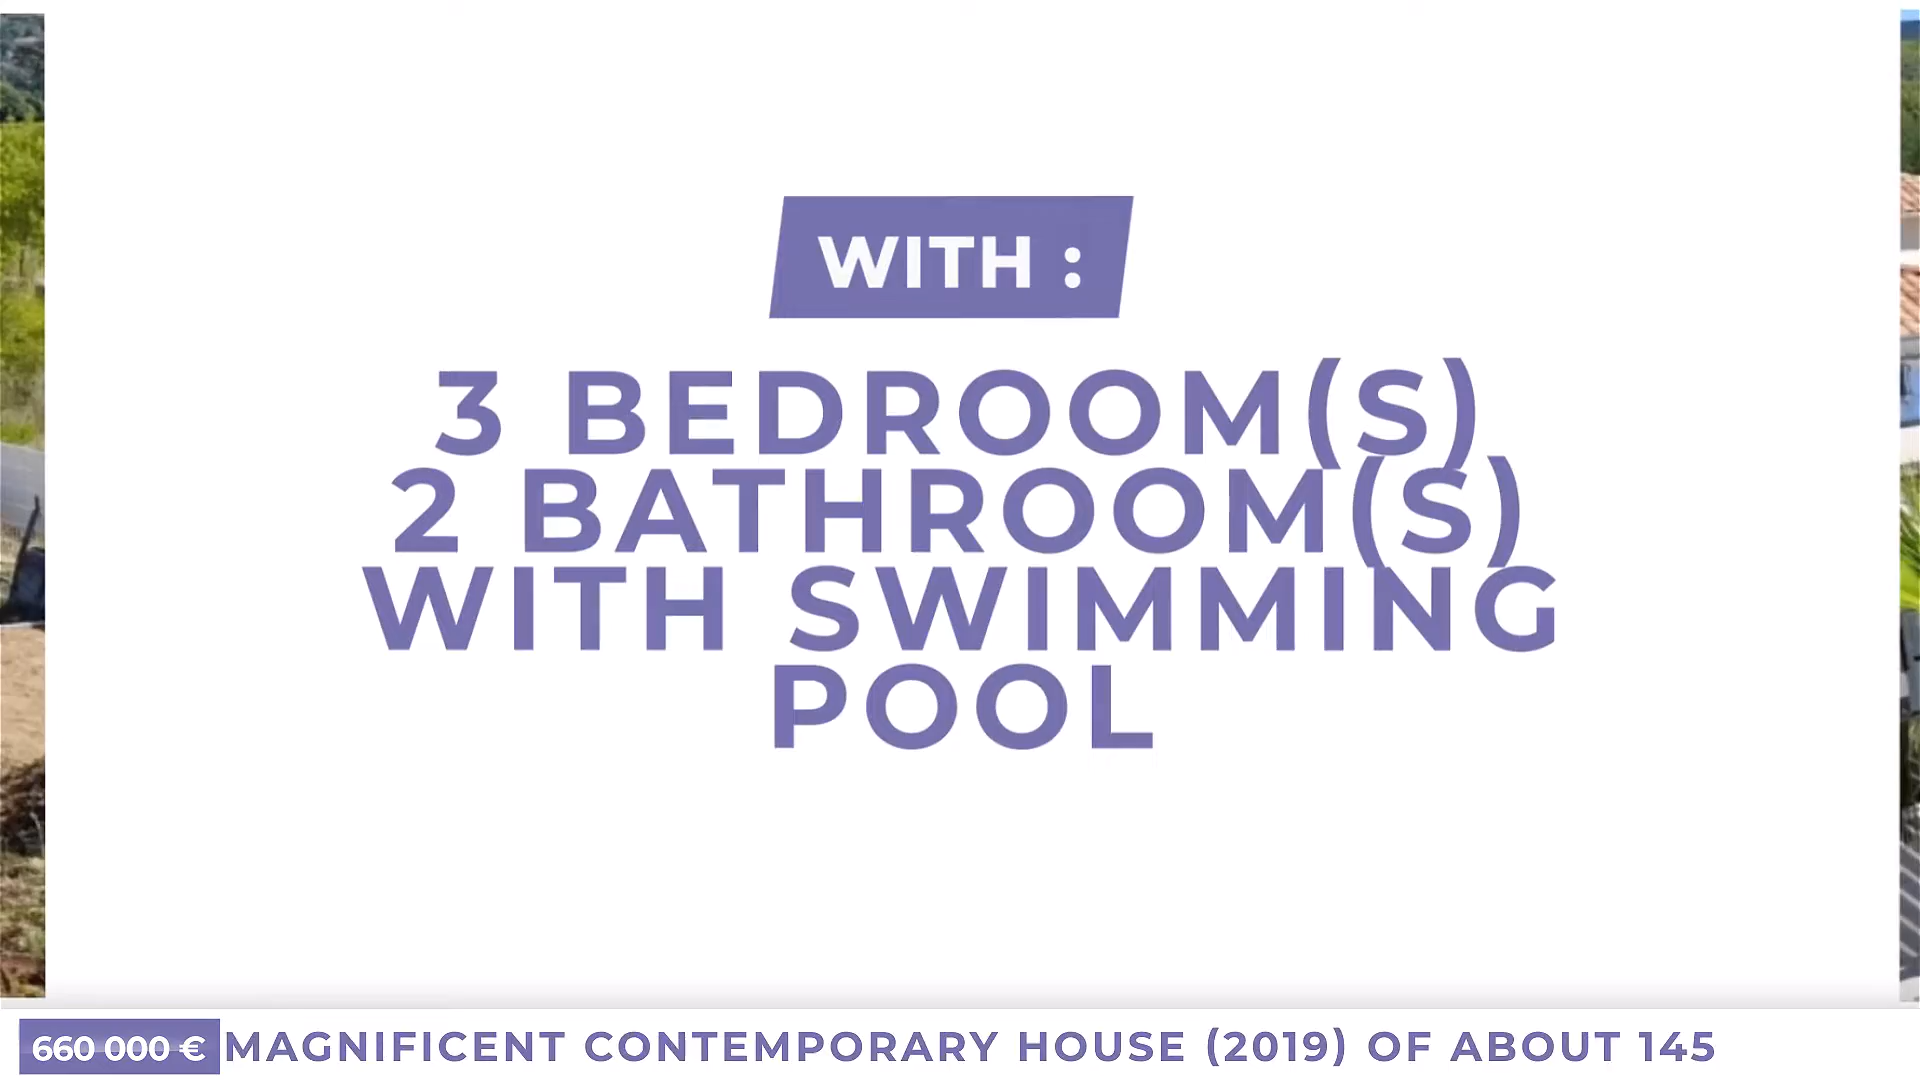 WITH :
3 BEDROOM(S)
2 BATHROOM(S)
WITH SWIMMING
POOL
660 000 € MAGNIFICENT CONTEMPORARY HOUSE (2019) OF ABOUT 145